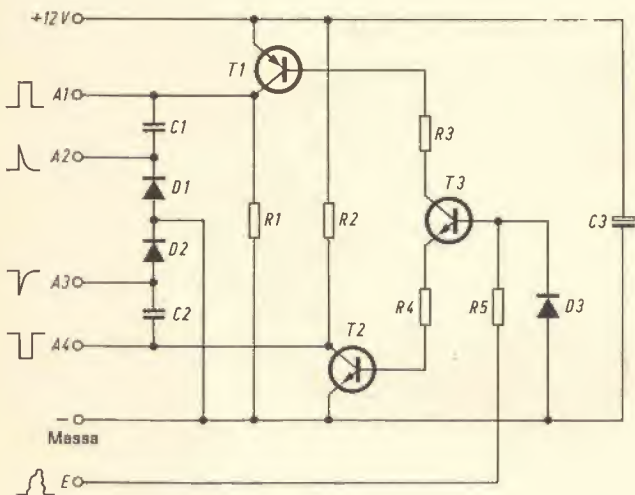 +12V
T1
A1
C1
R3
A2
T3
D1
R1
R2
C3
D2
A3
R4
R5
D3
C2
T2
A4
–
Massa
E